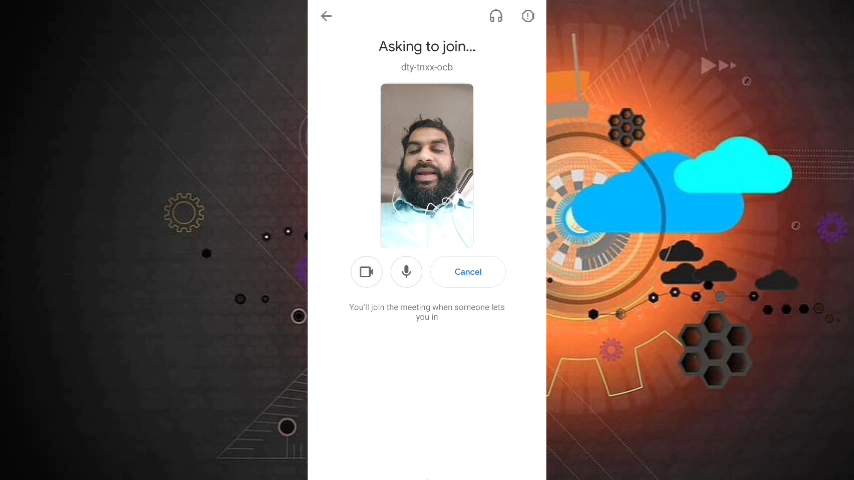 Asking to join...
dty-tnxx-ocb
Cancel
You'll join the meeting when someone lets
you in